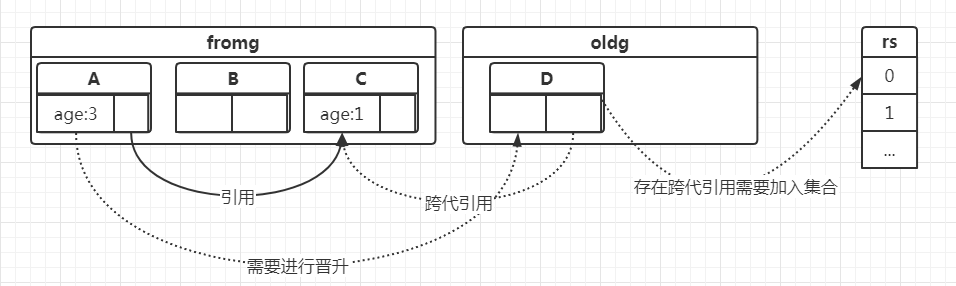 fromg
oldg
rs
A
B
C
D
0
age:3
age:1
1
...
引用
跨代引用
存在跨代引用需要加入集合
需要进行晋升